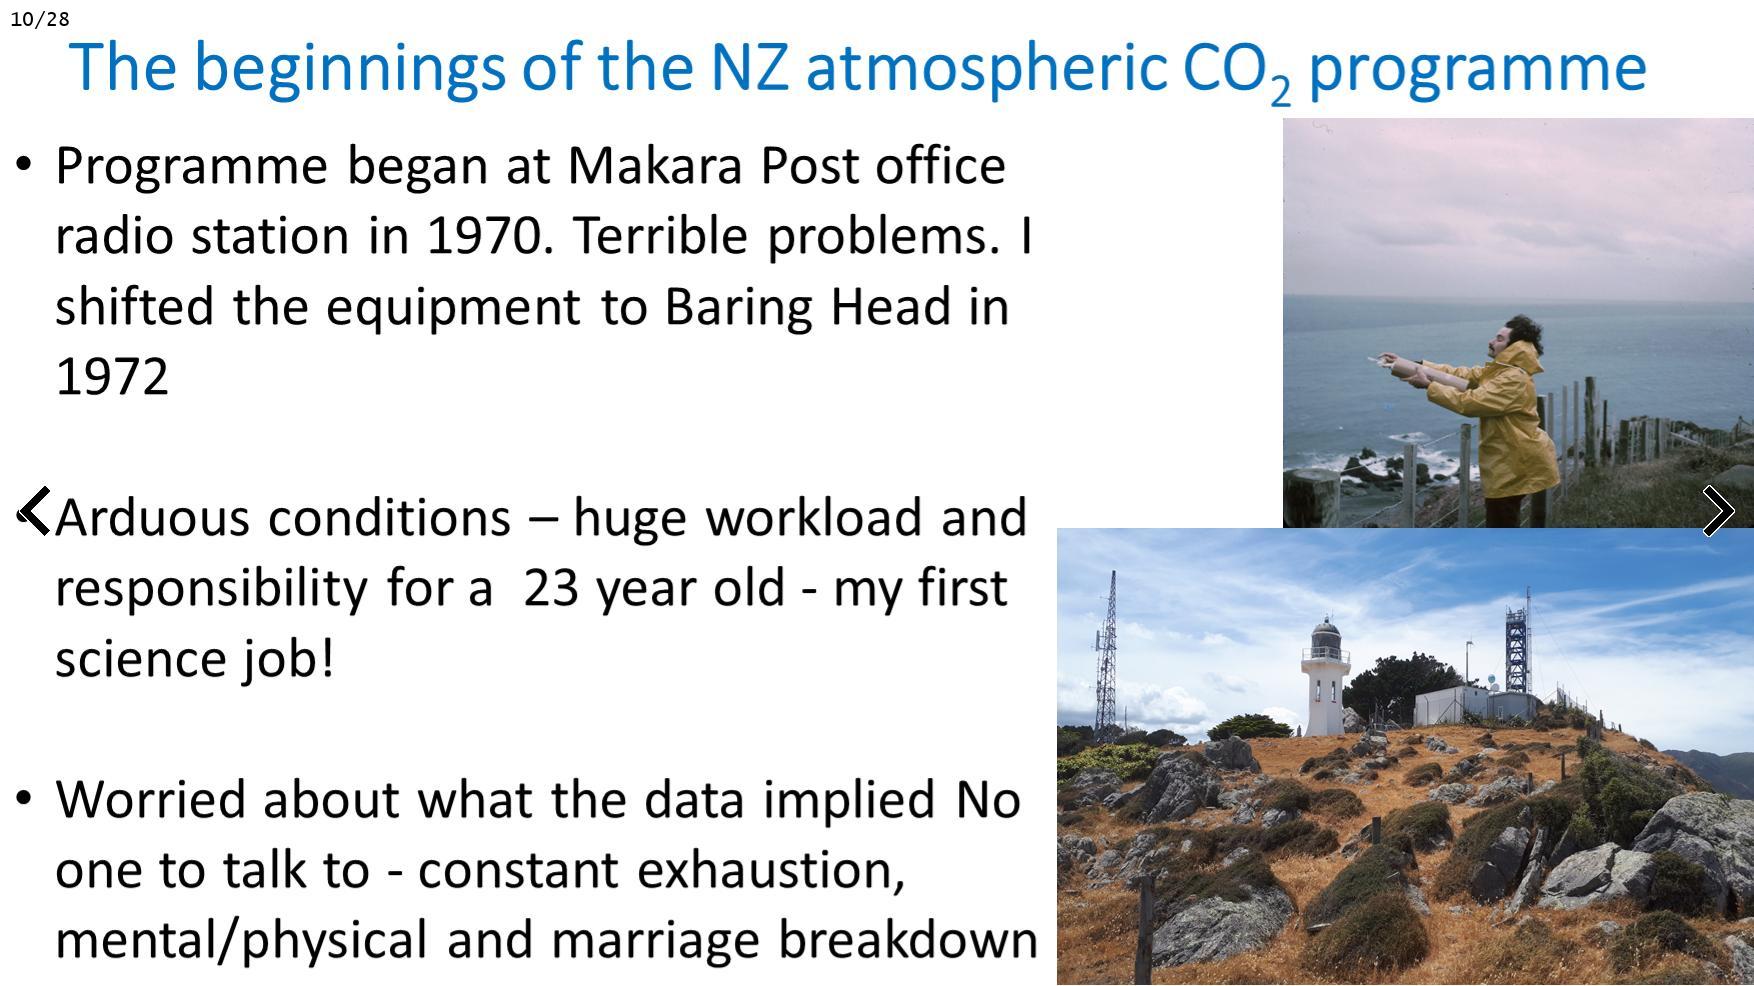 10/28
The beginnings of the NZ atmospheric CO₂ programme
• Programme began at Makara Post office
radio station in 1970. Terrible problems. I
shifted the equipment to Baring Head in
1972
• Arduous conditions – huge workload and
responsibility for a  23 year old - my first
science job!
• Worried about what the data implied No
one to talk to - constant exhaustion,
mental/physical and marriage breakdown